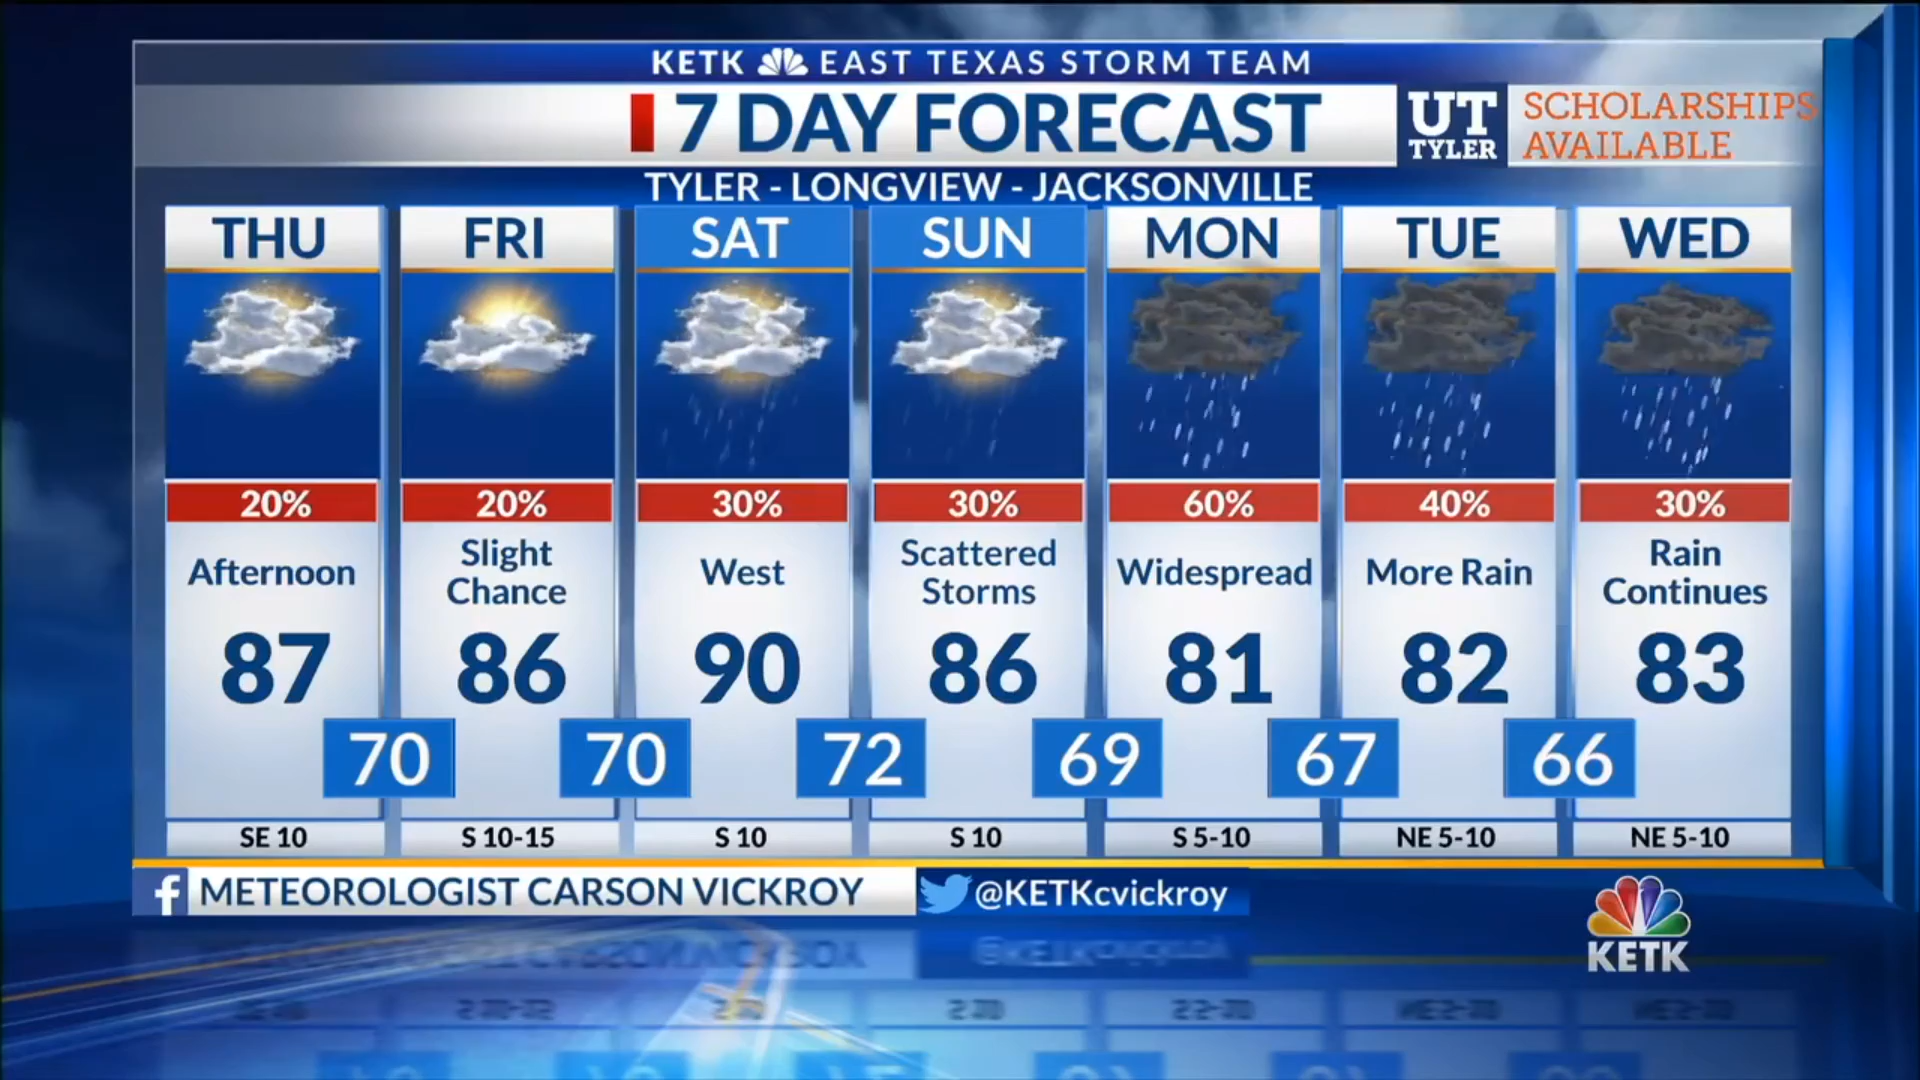 KETK EAST TEXAS STORM TEAM
7 DAY FORECAST
UT TYLER
SCHOLARSHIPS
AVAILABLE
TYLER - LONGVIEW - JACKSONVILLE
THU FRI SAT SUN MON TUE WED
20% 20% 30% 30% 60% 40% 30%
Afternoon
Slight
Chance
West
Scattered
Storms
Widespread
More Rain
Rain
Continues
87 86 90 86 81 82 83
70 70 72 69 67 66
SE 10 S 10-15 S 10 S 10 S 5-10 NE 5-10 NE 5-10
f METEOROLOGIST CARSON VICKROY @KETKcvickroy
KETK